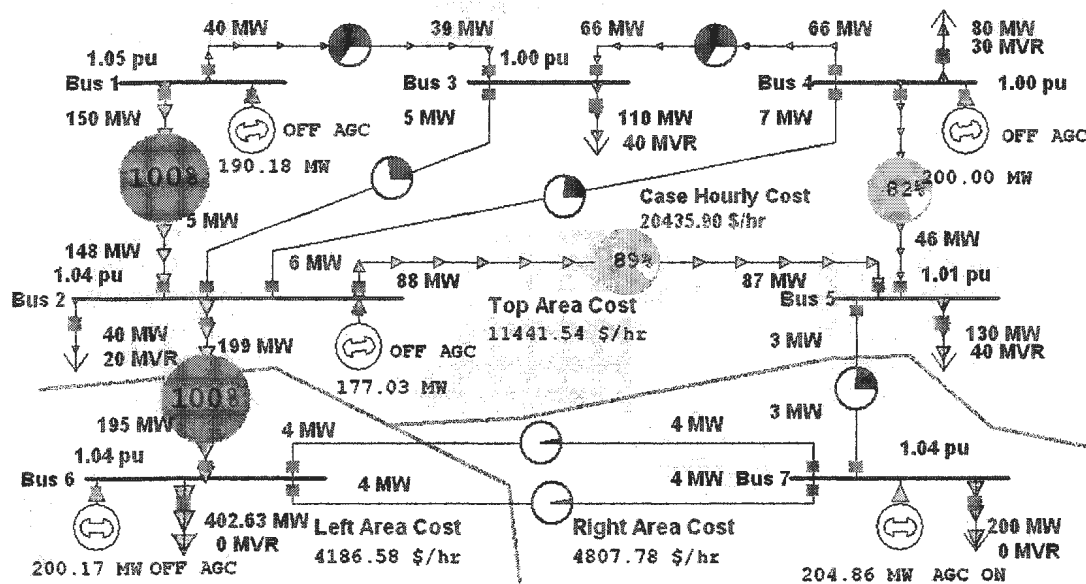 40 MW
39 MW
66 MW
66 MW
80 MW
30 MVR
1.05 pu
1.00 pu
Bus 1
Bus 3
Bus 4
1.00 pu
150 MW
OFF AGC
5 MW
110 MW
40 MVR
7 MW
OFF AGC
190.18 MW
200.00 MW
100%
82%
Case Hourly Cost
20435.90 $/hr
5 MW
148 MW
46 MW
1.04 pu
6 MW
88 MW
89%
87 MW
1.01 pu
Bus 2
Top Area Cost
11441.54 $/hr
Bus 5
40 MW
20 MVR
199 MW
OFF AGC
177.03 MW
3 MW
130 MW
40 MVR
100%
195 MW
4 MW
4 MW
3 MW
1.04 pu
1.04 pu
Bus 6
4 MW
4 MW
Bus 7
402.63 MW
0 MVR
Left Area Cost
4186.58 $/hr
Right Area Cost
4807.78 $/hr
200 MW
0 MVR
200.17 MW OFF AGC
204.86 MW AGC ON